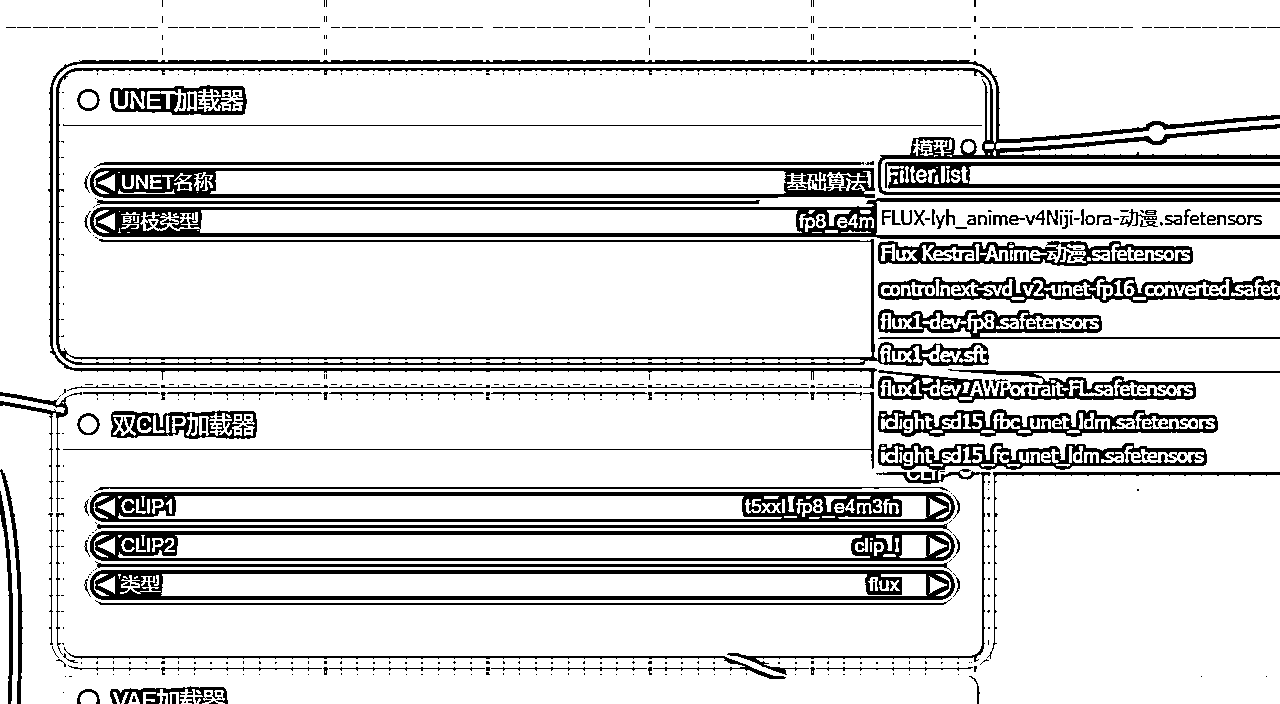 UNET加载器
模型
UNET名称 基础算法
剪枝类型 fp8_e4m
Filter list
FLUX-lyh_anime-v4Niji-lora-动漫.safetensors
Flux Kestral-Anime-动漫.safetensors
controlnext-svd_v2-unet-fp16_converted.safete
flux1-dev-fp8.safetensors
flux1-dev.sft
flux1-dev_AWPortrait-FL.safetensors
iclight_sd15_fbc_unet_ldm.safetensors
iclight_sd15_fc_unet_ldm.safetensors
双CLIP加载器
CLIP
CLIP1 t5xxl_fp8_e4m3fn
CLIP2 clip_l
类型 flux
VAE加载器